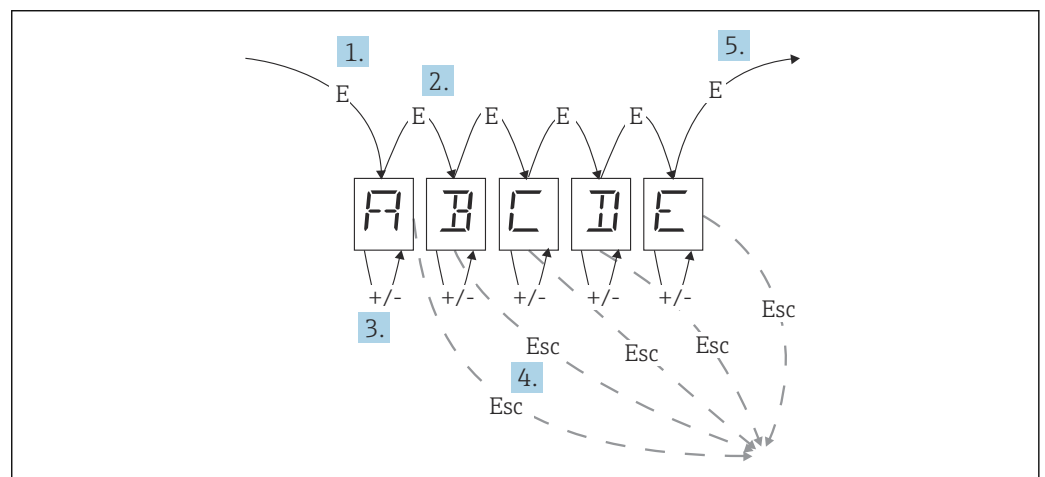 1.
5.
E
2.
E
E E E E
A B C D E
+/- +/- +/- +/- +/-
Esc
3.
Esc Esc Esc
4.
Esc